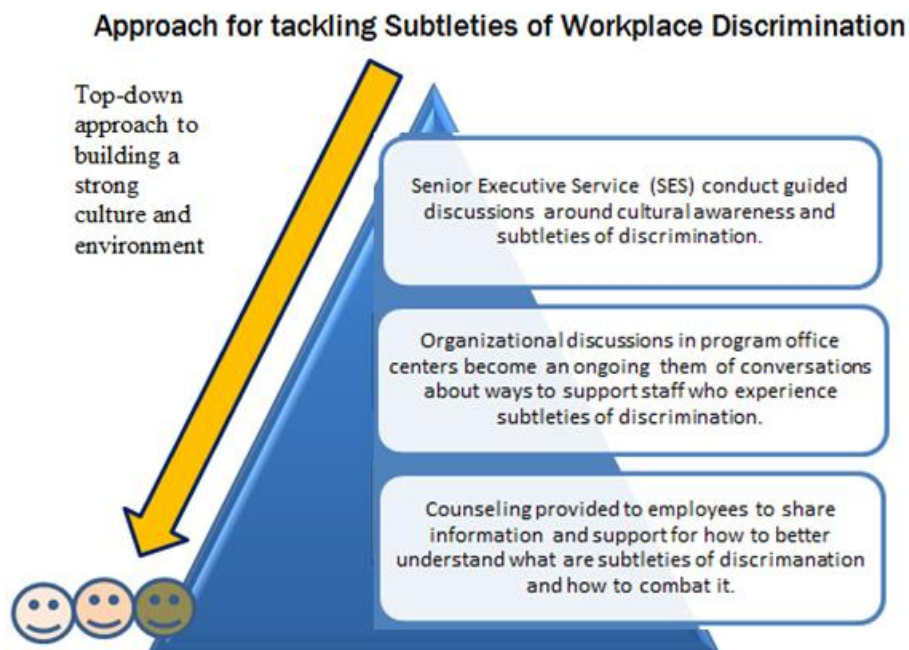 Approach for tackling Subtleties of Workplace Discrimination
Top-down
approach to
building a
strong
culture and
environment
Senior Executive Service (SES) conduct guided
discussions around cultural awareness and
subtleties of discrimination.
Organizational discussions in program office
centers become an ongoing them of conversations
about ways to support staff who experience
subtleties of discrimination.
Counseling provided to employees to share
information and support for how to better
understand what are subtleties of discrimanation
and how to combat it.